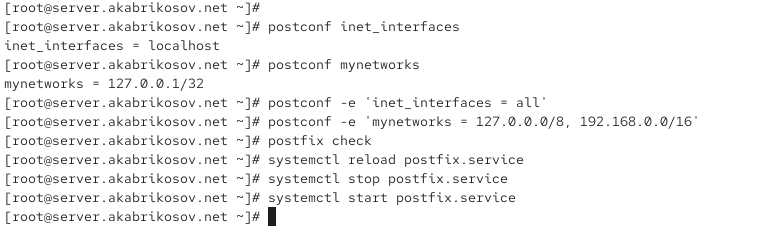 [root@server.akabrikosov.net ~]#
[root@server.akabrikosov.net ~]# postconf inet_interfaces
inet_interfaces = localhost
[root@server.akabrikosov.net ~]# postconf mynetworks
mynetworks = 127.0.0.1/32
[root@server.akabrikosov.net ~]# postconf -e 'inet_interfaces = all'
[root@server.akabrikosov.net ~]# postconf -e 'mynetworks = 127.0.0.0/8, 192.168.0.0/16'
[root@server.akabrikosov.net ~]# postfix check
[root@server.akabrikosov.net ~]# systemctl reload postfix.service
[root@server.akabrikosov.net ~]# systemctl stop postfix.service
[root@server.akabrikosov.net ~]# systemctl start postfix.service
[root@server.akabrikosov.net ~]#